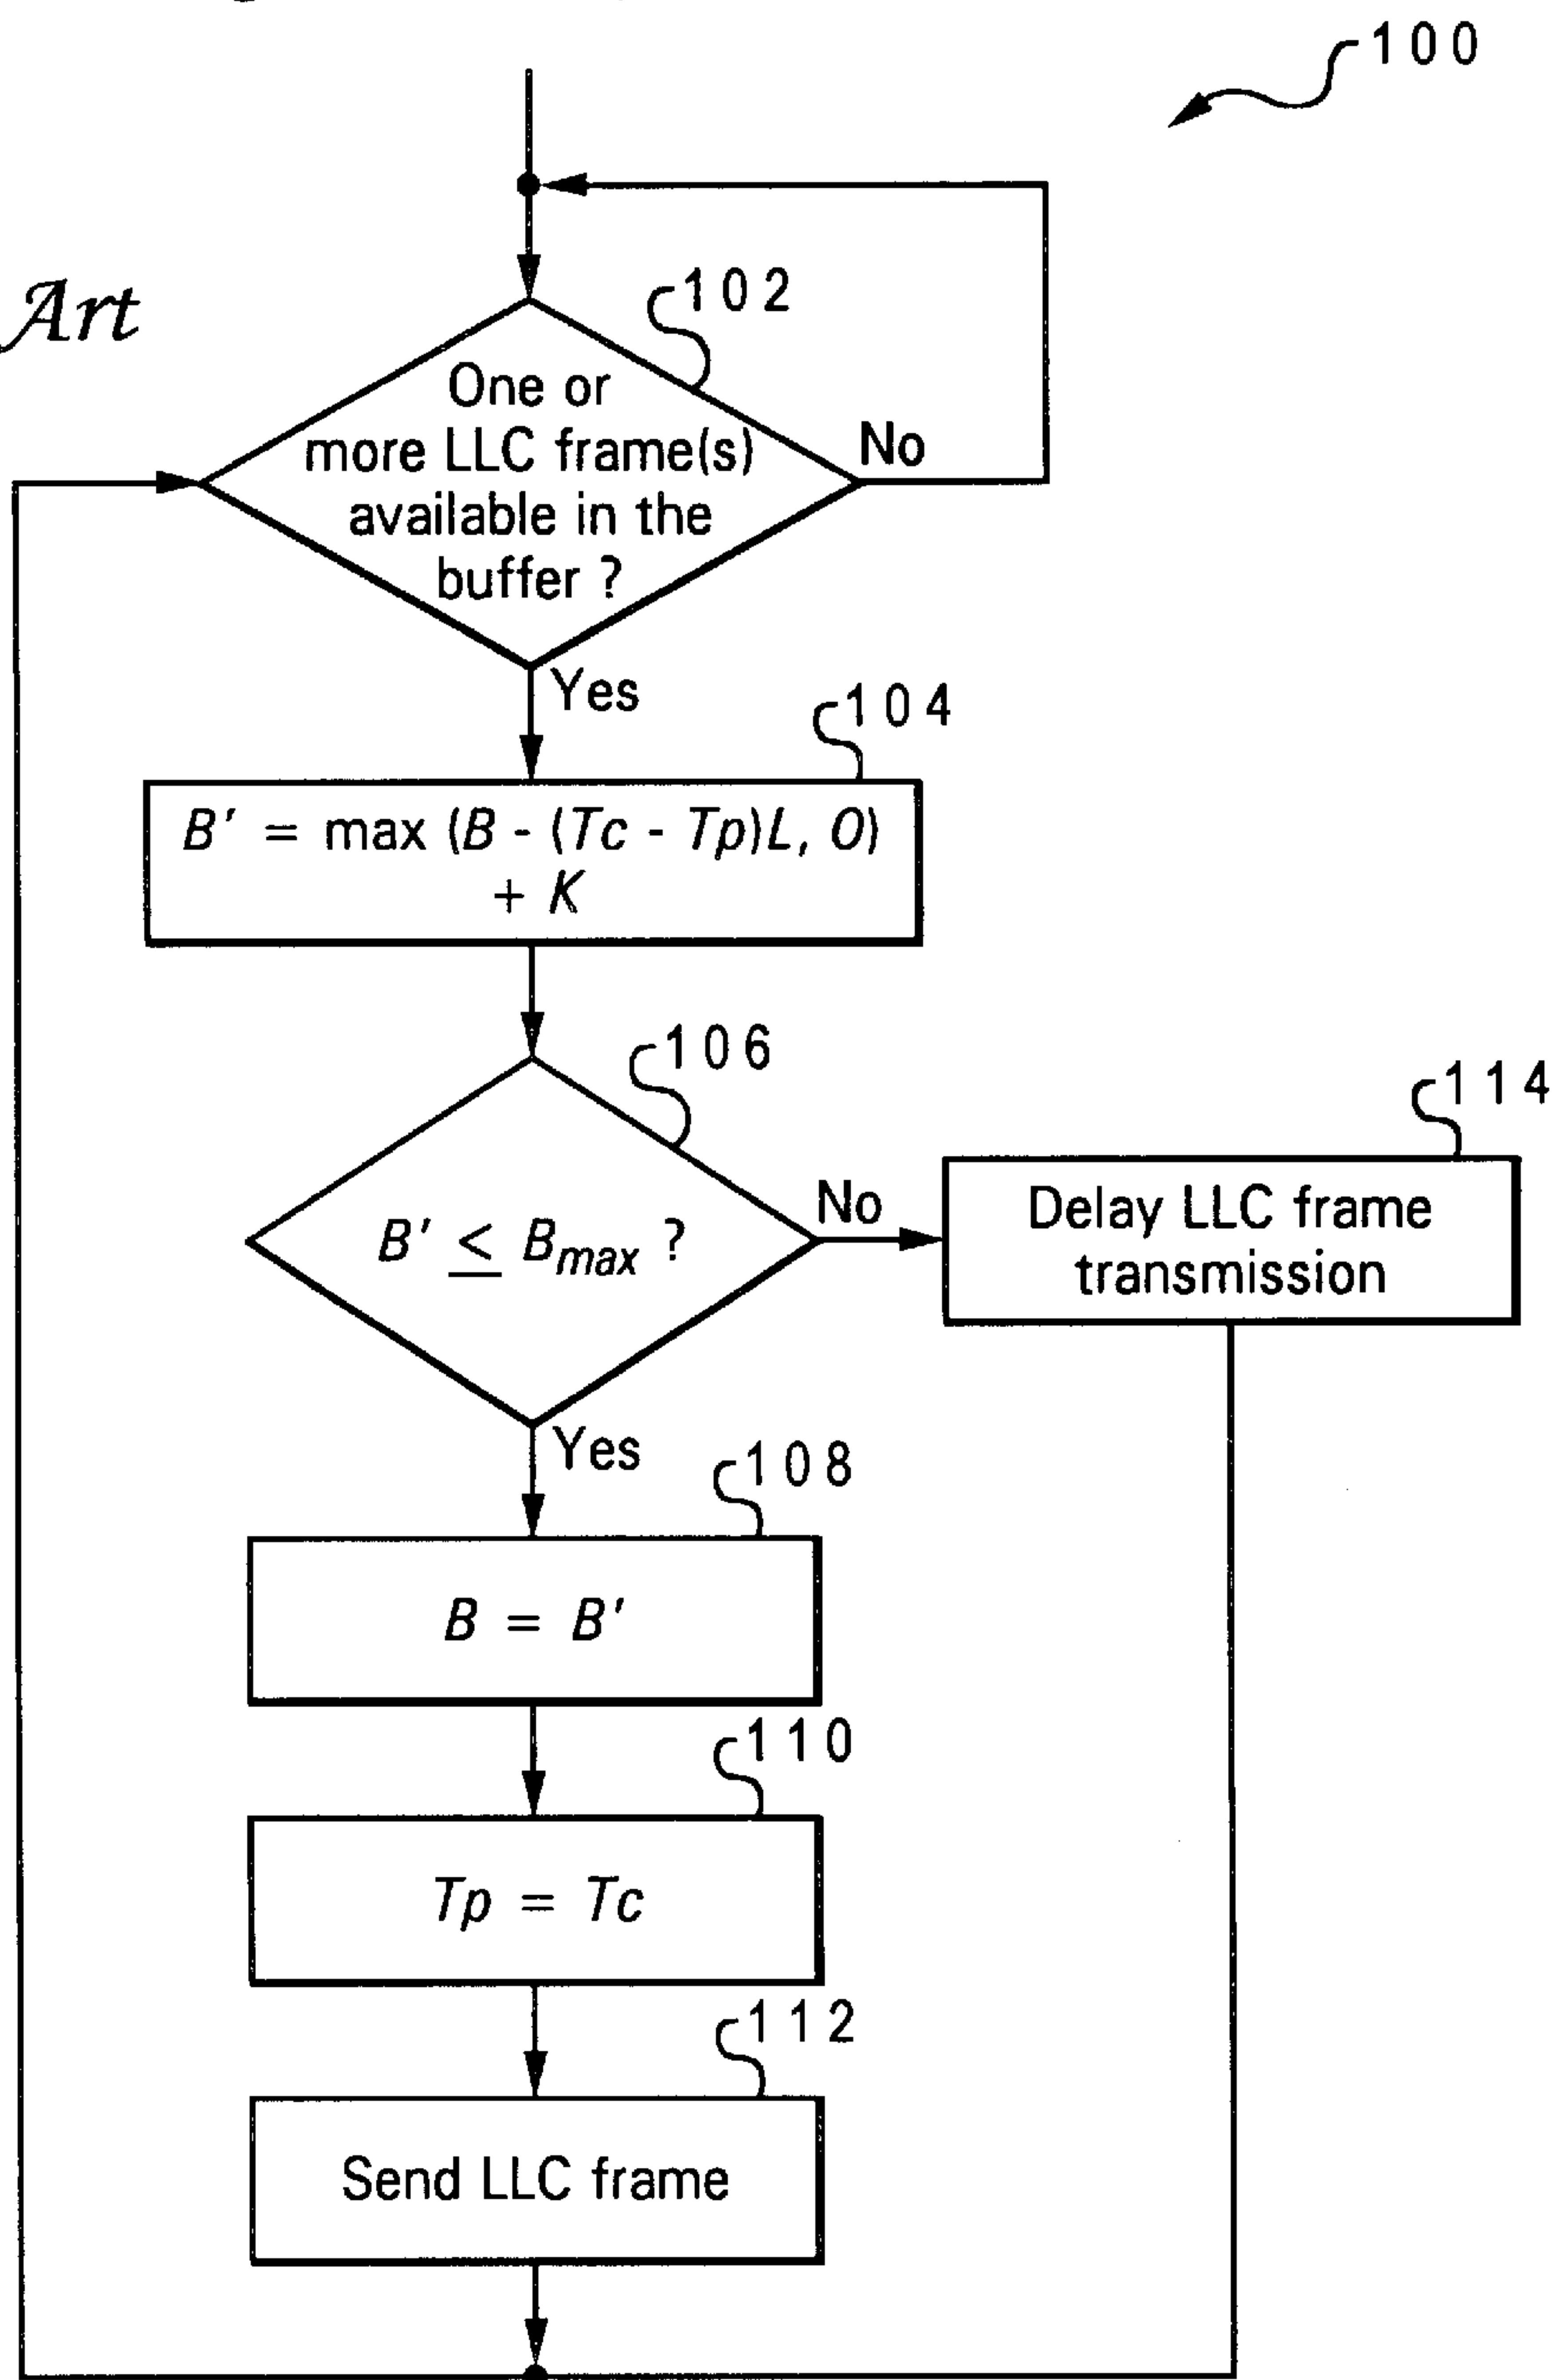 100
Art
102
One or
more LLC frame(s)
available in the
buffer ?
No
Yes
104
B' = max (B - (Tc - Tp)L, O)
+ K
106
B' ≤ Bmax ?
No
114
Delay LLC frame
transmission
Yes
108
B = B'
110
Tp = Tc
112
Send LLC frame